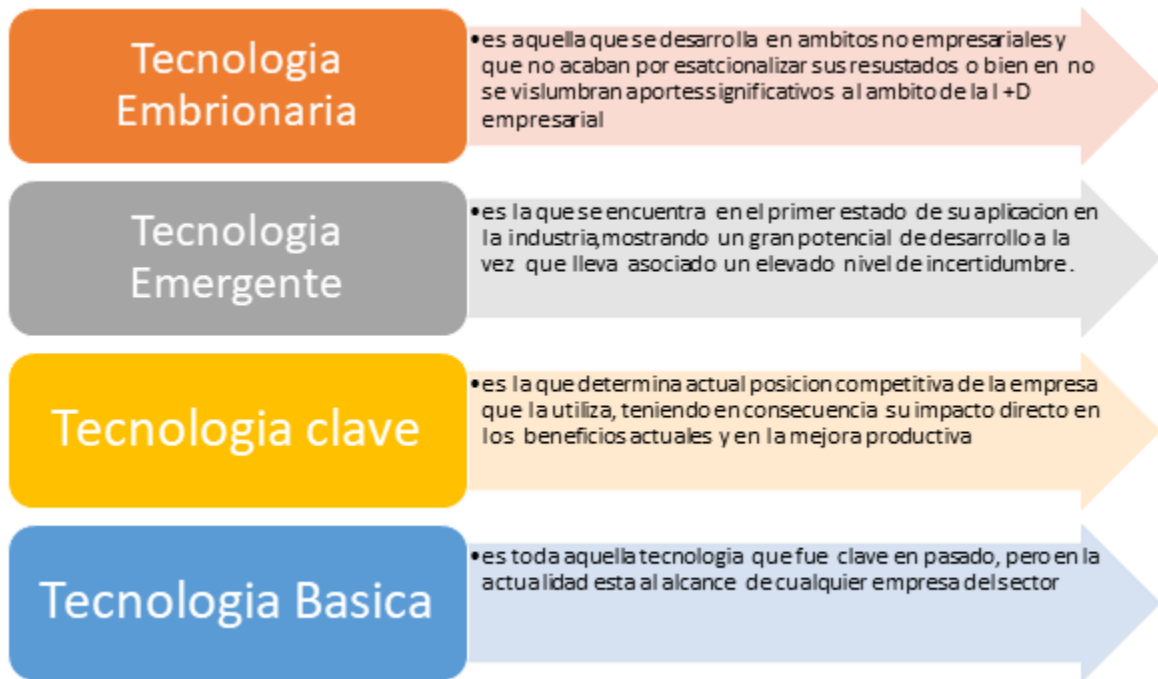 Tecnologia
Embrionaria
•es aquella que se desarrolla en ambitos no empresariales y
que no acaban por esatcionalizar sus resustados o bien en no
se vislumbran aportes significativos al ambito de la I +D
empresarial
Tecnologia
Emergente
•es la que se encuentra en el primer estado de su aplicacion en
la industria,mostrando un gran potencial de desarrollo a la
vez que lleva asociado un elevado nivel de incertidumbre.
Tecnologia clave
•es la que determina actual posicion competitiva de la empresa
que la utiliza, teniendo en consecuencia su impacto directo en
los beneficios actuales y en la mejora productiva
Tecnologia Basica
•es toda aquella tecnologia que fue clave en pasado, pero en la
actualidad esta al alcance de cualquier empresa del sector